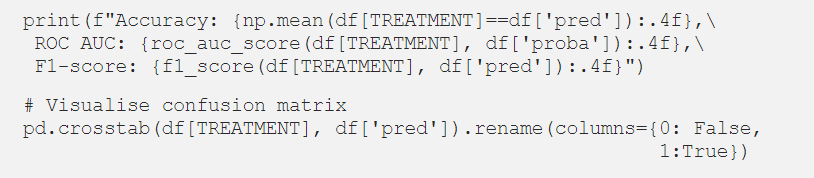 print(f"Accuracy: {np.mean(df[TREATMENT]==df['pred']):.4f},\
 ROC AUC: {roc_auc_score(df[TREATMENT], df['proba']):.4f},\
 F1-score: {f1_score(df[TREATMENT], df['pred']):.4f}")
# Visualise confusion matrix
pd.crosstab(df[TREATMENT], df['pred']).rename(columns={0: False,
1:True})